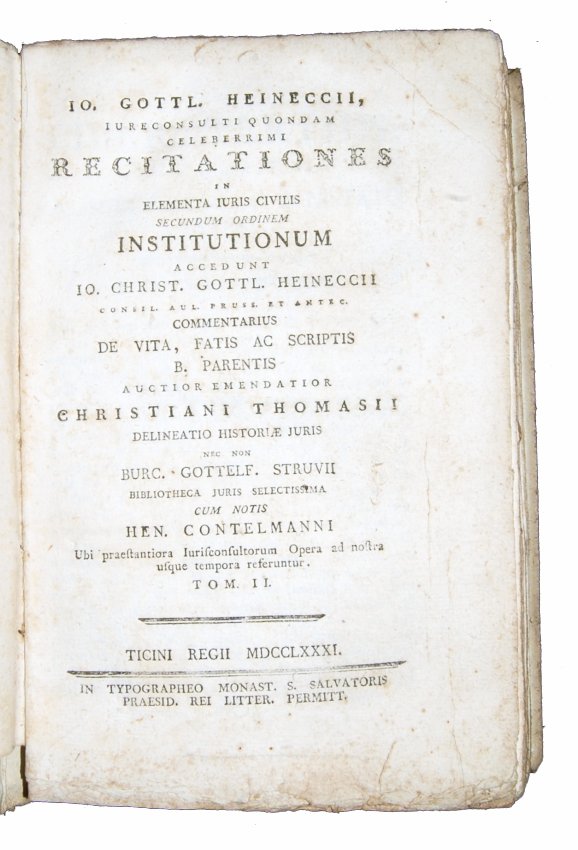 IO. GOTTL. HEINECCII,
IURECONSULTI QUONDAM
CELEBERRIMI
RECITATIONES
IN
ELEMENTA IURIS CIVILIS
SECUNDUM ORDINEM
INSTITUTIONUM
ACCEDUNT
IO. CHRIST. GOTTL. HEINECCII
CONSIL. AUL. PRUSS. ET ANTEC.
COMMENTARIUS
DE VITA, FATIS AC SCRIPTIS
B. PARENTIS
AUCTIOR EMENDATIOR
CHRISTIANI THOMASII
DELINEATIO HISTORIÆ JURIS
NEC NON
BURC. GOTTELF. STRUVII
BIBLIOTHECA JURIS SELECTISSIMA
CUM NOTIS
HEN. CONTELMANNI
Ubi praeſtantiora Iuriſconſultorum Opera ad noſtra
uſque tempora referuntur.
TOM. II.
TICINI REGII MDCCLXXXI.
IN TYPOGRAPHEO MONAST. S. SALVATORIS
PRAESID. REI LITTER. PERMITT.